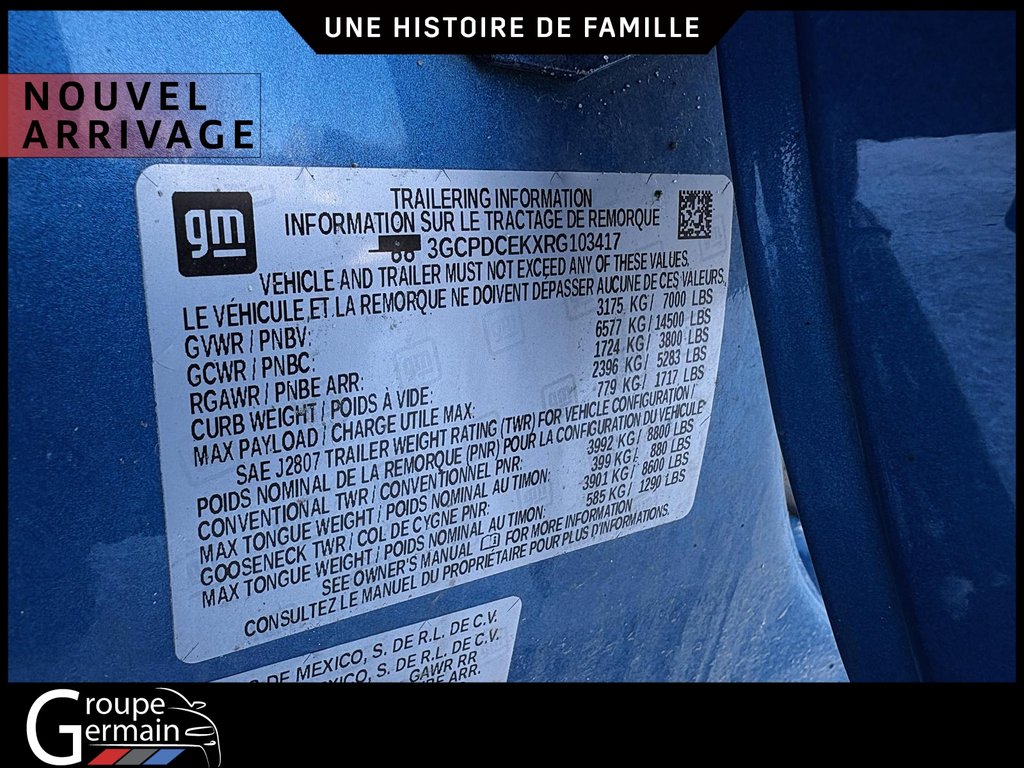 UNE HISTOIRE DE FAMILLE
NOUVEL
ARRIVAGE
gm
TRAILERING INFORMATION
INFORMATION SUR LE TRACTAGE DE REMORQUE
3GCPDCEKXRG103417
VEHICLE AND TRAILER MUST NOT EXCEED ANY OF THESE VALUES.
LE VÉHICULE ET LA REMORQUE NE DOIVENT DÉPASSER AUCUNE DE CES VALEURS.
GVWR / PNBV: 3175 KG / 7000 LBS
GCWR / PNBC: 6577 KG / 14500 LBS
RGAWR / PNBE ARR: 1724 KG / 3800 LBS
CURB WEIGHT / POIDS À VIDE: 2396 KG / 5283 LBS
MAX PAYLOAD / CHARGE UTILE MAX: 779 KG / 1717 LBS
SAE J2807 TRAILER WEIGHT RATING (TWR) FOR VEHICLE CONFIGURATION /
POIDS NOMINAL DE LA REMORQUE (PNR) POUR LA CONFIGURATION DU VÉHICULE
CONVENTIONAL TWR / CONVENTIONNEL PNR: 3992 KG / 8800 LBS
MAX TONGUE WEIGHT / POIDS NOMINAL AU TIMON: 399 KG / 880 LBS
GOOSENECK TWR / COL DE CYGNE PNR: 3901 KG / 8600 LBS
MAX TONGUE WEIGHT / POIDS NOMINAL AU TIMON: 585 KG / 1290 LBS
SEE OWNER'S MANUAL FOR MORE INFORMATION
CONSULTEZ LE MANUEL DU PROPRIÉTAIRE POUR PLUS D'INFORMATIONS.
DE MEXICO, S. DE R.L. DE C.V.
S. DE R.L. DE C.V.
GAWR RR
ARR.
Groupe
Germain